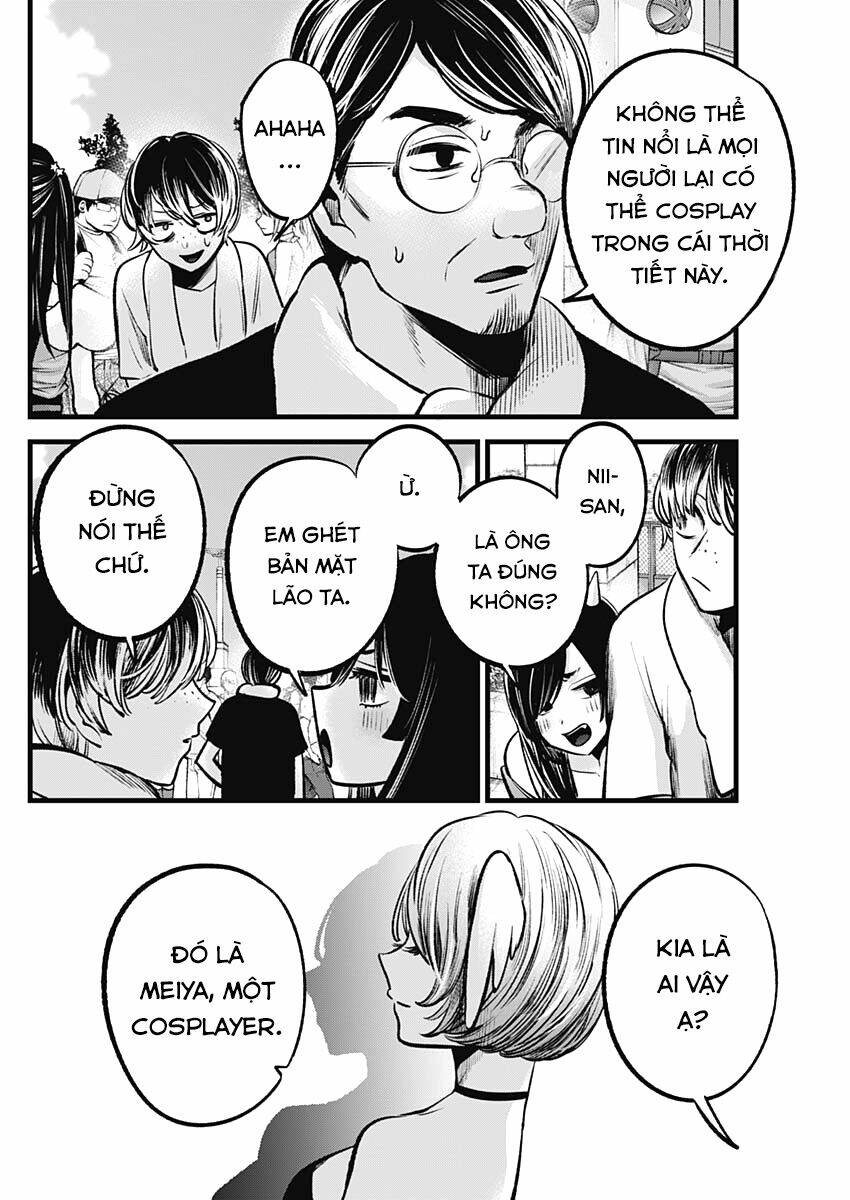 KHÔNG THỂ
TIN NỔI LÀ MỌI
NGƯỜI LẠI CÓ
THỂ COSPLAY
TRONG CÁI THỜI
TIẾT NÀY.
AHAHA
...
NII-
SAN,
LÀ ÔNG
TA ĐÚNG
KHÔNG?
Ừ.
EM GHÉT
BẢN MẶT
LÃO TA.
ĐỪNG
NÓI THẾ
CHỨ.
KIA LÀ
AI VẬY
Ạ?
ĐÓ LÀ
MEIYA, MỘT
COSPLAYER.